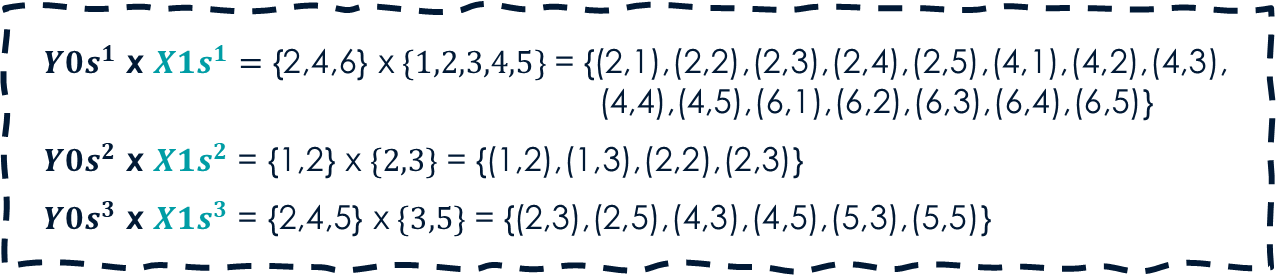 Y0s¹ x X1s¹ = {2,4,6} x {1,2,3,4,5} = {(2,1),(2,2),(2,3),(2,4),(2,5),(4,1),(4,2),(4,3),
(4,4),(4,5),(6,1),(6,2),(6,3),(6,4),(6,5)}
Y0s² x X1s² = {1,2} x {2,3} = {(1,2),(1,3),(2,2),(2,3)}
Y0s³ x X1s³ = {2,4,5} x {3,5} = {(2,3),(2,5),(4,3),(4,5),(5,3),(5,5)}